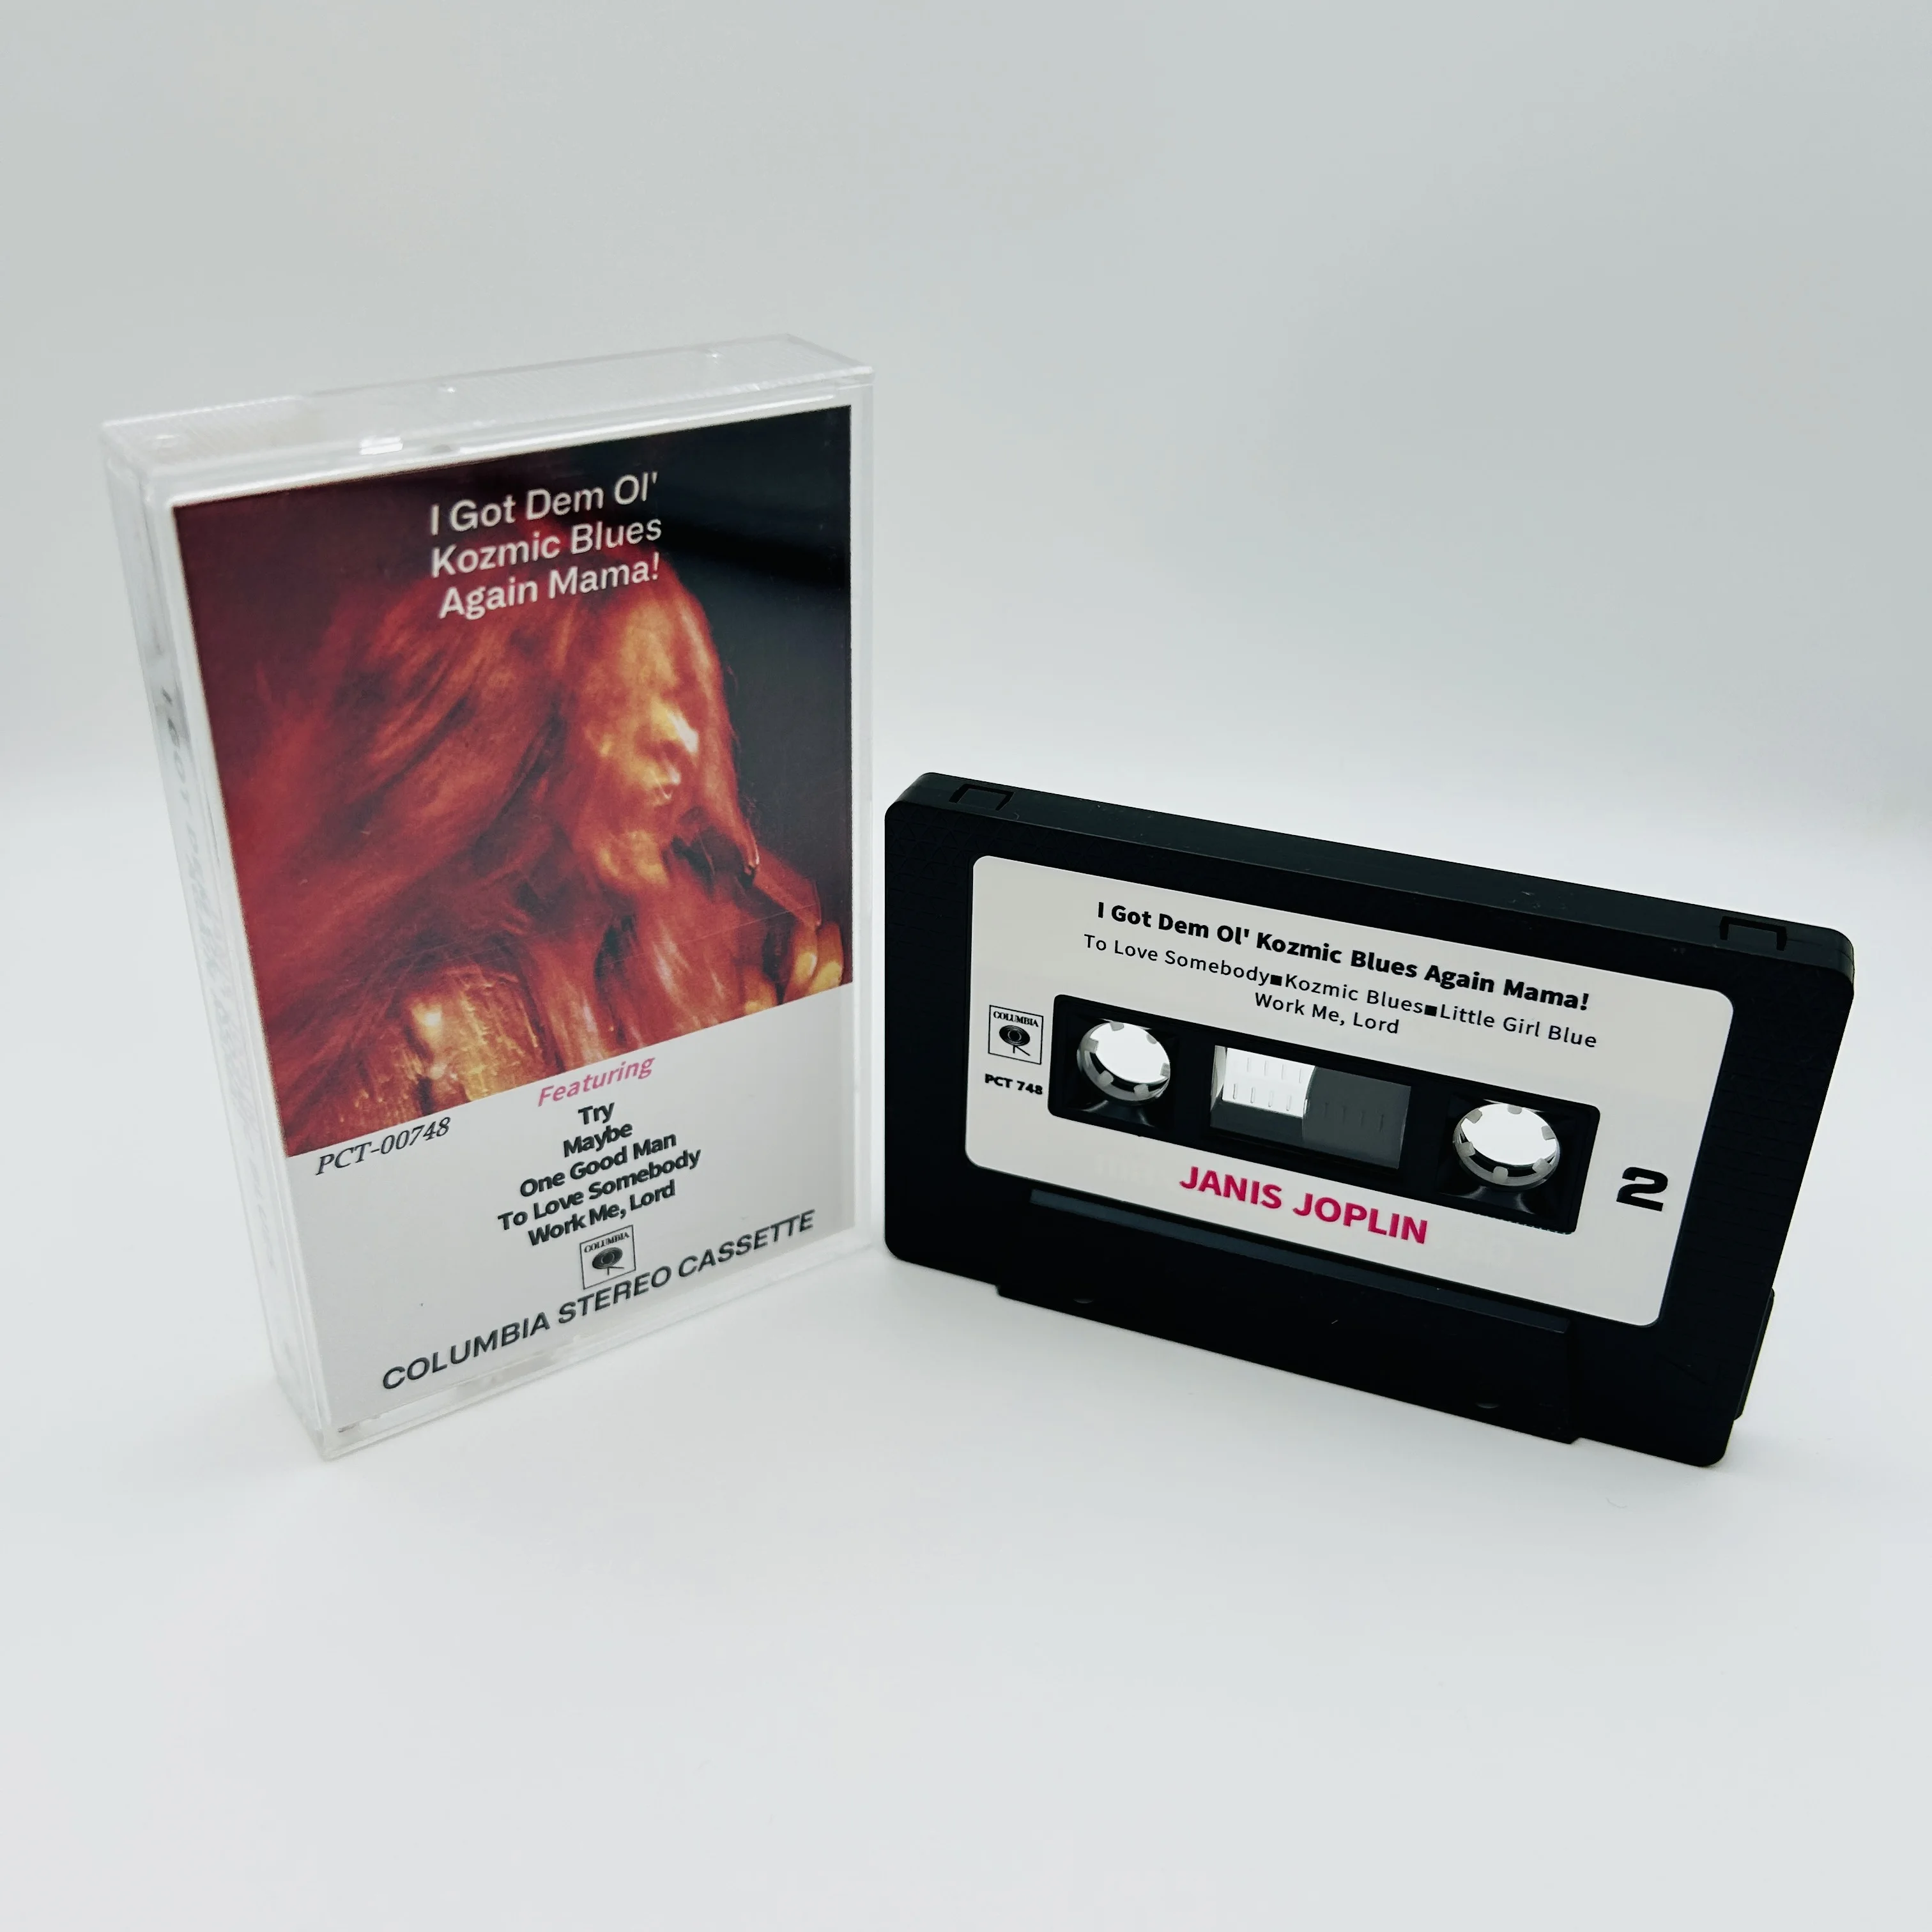 I Got Dem Ol'
Kozmic Blues
Again Mama!
Featuring
Try
Maybe
One Good Man
To Love Somebody
Work Me, Lord
PCT-00748
COLUMBIA
COLUMBIA STEREO CASSETTE
I Got Dem Ol' Kozmic Blues Again Mama!
To Love Somebody■Kozmic Blues■Little Girl Blue
Work Me, Lord
COLUMBIA
PCT 748
JANIS JOPLIN
2